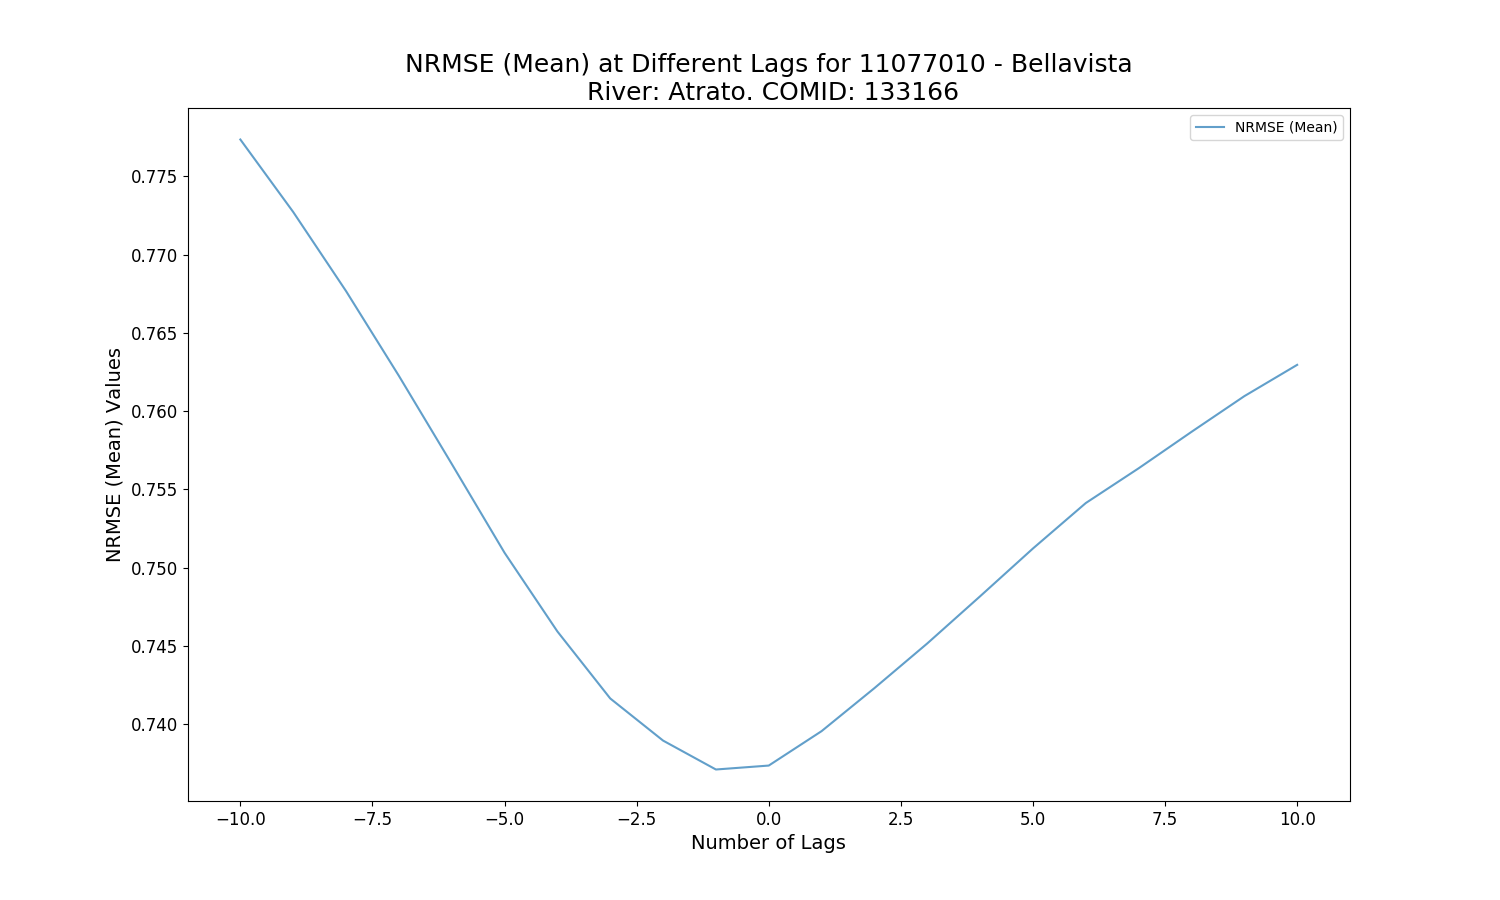 NRMSE (Mean) at Different Lags for 11077010 - Bellavista
River: Atrato. COMID: 133166
NRMSE (Mean)
NRMSE (Mean) Values
0.775
0.770
0.765
0.760
0.755
0.750
0.745
0.740
−10.0 −7.5 −5.0 −2.5 0.0 2.5 5.0 7.5 10.0
Number of Lags